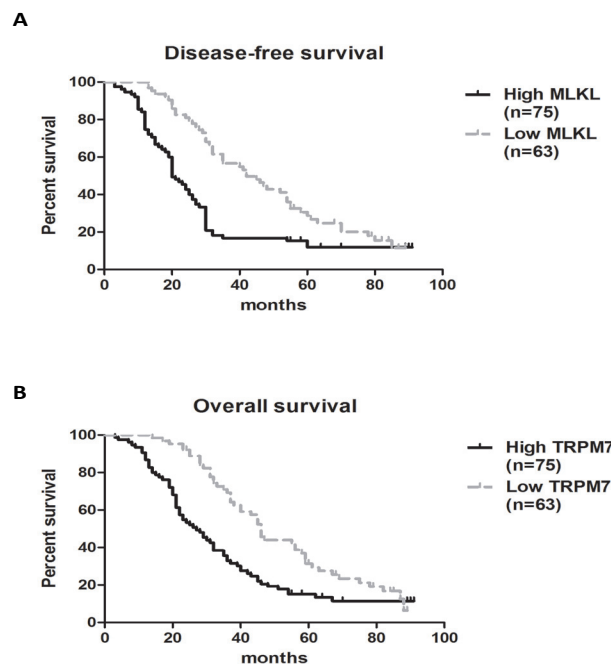 A
Disease-free survival
100
80
60
40
20
0
Percent survival
0 20 40 60 80 100
months
High MLKL
(n=75)
Low MLKL
(n=63)
B
Overall survival
100
80
60
40
20
0
Percent survival
0 20 40 60 80 100
months
High TRPM7
(n=75)
Low TRPM7
(n=63)